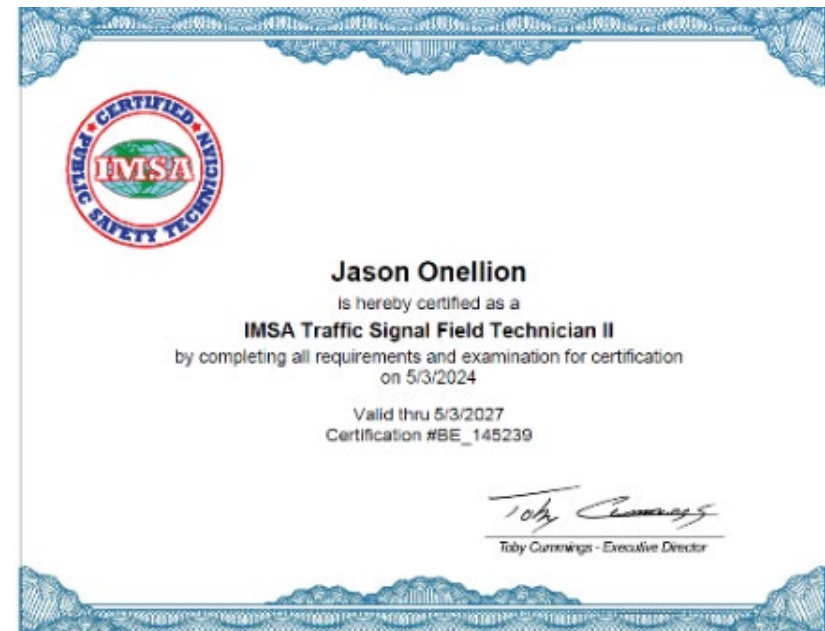 CERTIFIED
PUBLIC SAFETY TECHNICIAN
IMSA
Jason Onellion
is hereby certified as a
IMSA Traffic Signal Field Technician II
by completing all requirements and examination for certification
on 5/3/2024
Valid thru 5/3/2027
Certification #BE_145239
Toby Cummings
Toby Cummings - Executive Director